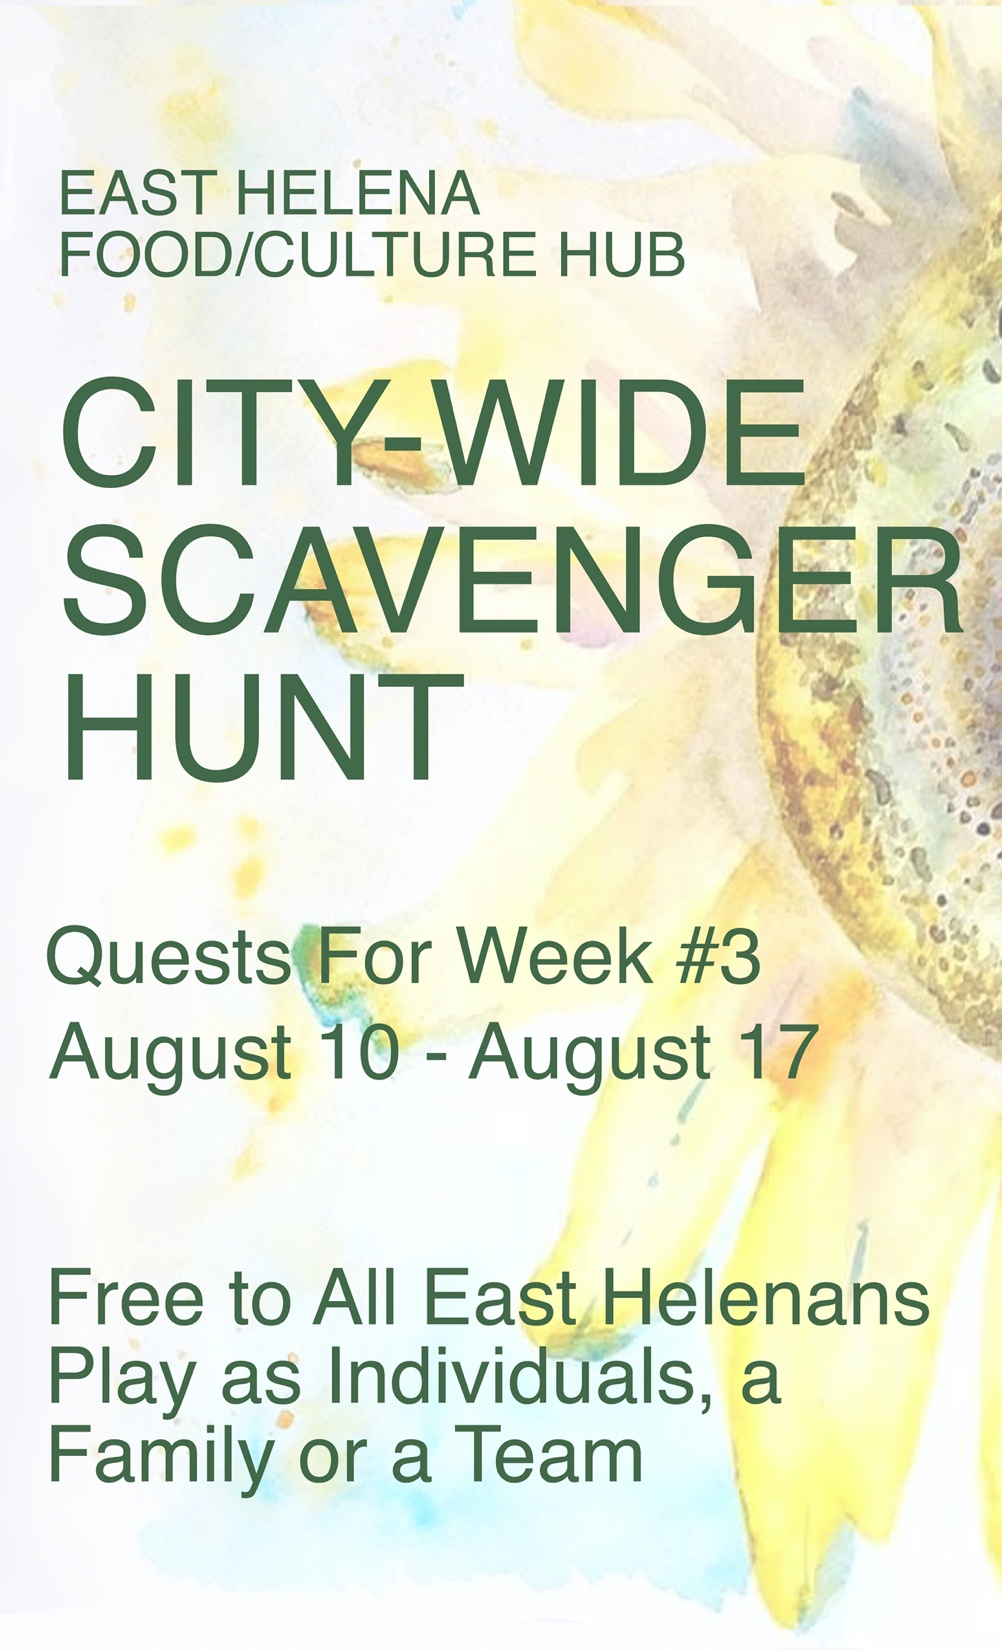 EAST HELENA
FOOD/CULTURE HUB
CITY-WIDE
SCAVENGER
HUNT
Quests For Week #3
August 10 - August 17
Free to All East Helenans
Play as Individuals, a
Family or a Team